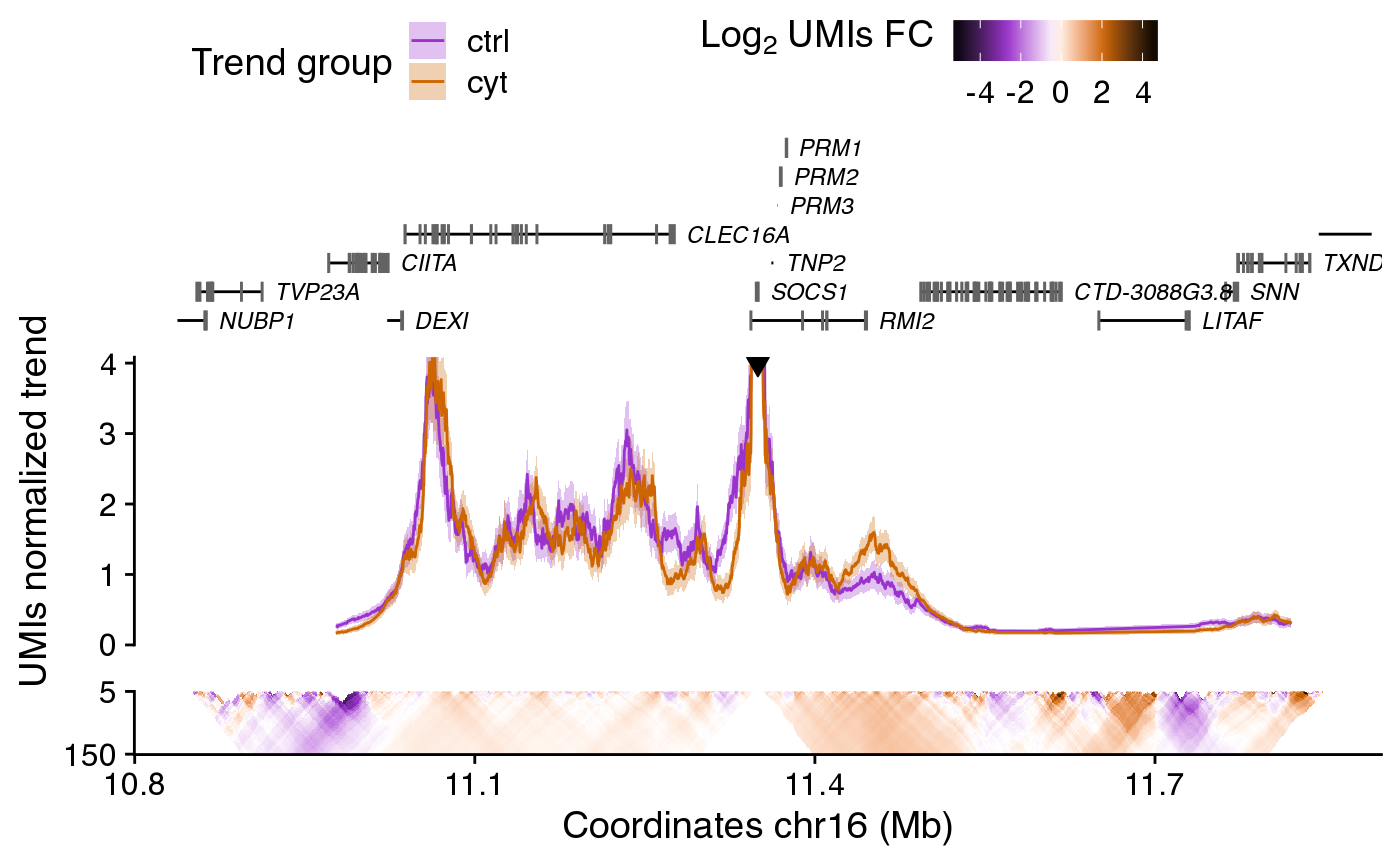 Trend group
ctrl
cyt
Log2 UMIs FC
-4 -2 0 2 4
PRM1
PRM2
PRM3
CLEC16A
CIITA TNP2 TXND
TVP23A SOCS1 CTD-3088G3.8 SNN
NUBP1 DEXI RMI2 LITAF
UMIs normalized trend
4
3
2
1
0
5
150
10.8 11.1 11.4 11.7
Coordinates chr16 (Mb)